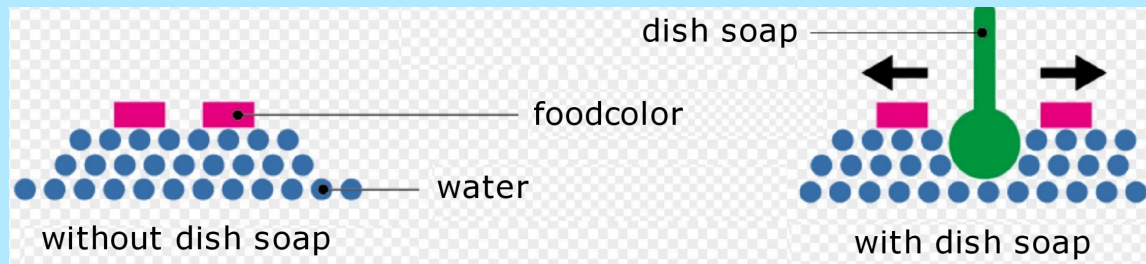 dish soap
foodcolor
water
without dish soap
with dish soap